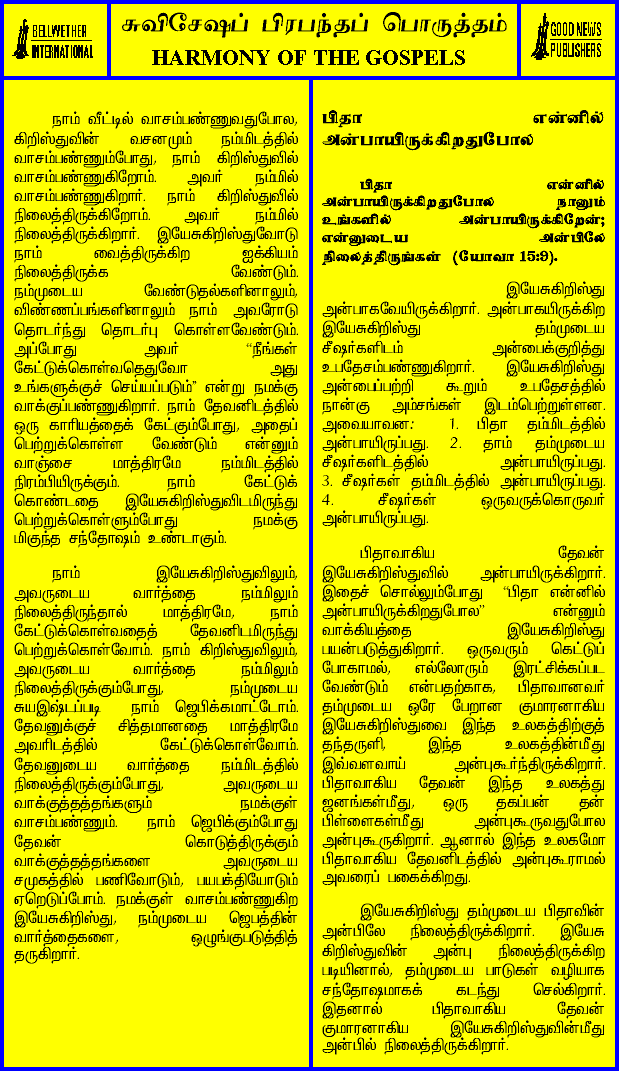 BELLWETHER
INTERNATIONAL
சுவிசேஷப் பிரபந்தப் பொருத்தம்
HARMONY OF THE GOSPELS
GOOD NEWS
PUBLISHERS
நாம் வீட்டில் வாசம்பண்ணுவதுபோல,
கிறிஸ்துவின் வசனமும் நம்மிடத்தில்
வாசம்பண்ணும்போது, நாம் கிறிஸ்துவில்
வாசம்பண்ணுகிறோம். அவர் நம்மில்
வாசம்பண்ணுகிறார். நாம் கிறிஸ்துவில்
நிலைத்திருக்கிறோம். அவர் நம்மில்
நிலைத்திருக்கிறார். இயேசுகிறிஸ்துவோடு
நாம் வைத்திருக்கிற ஐக்கியம்
நிலைத்திருக்க வேண்டும்.
நம்முடைய வேண்டுதல்களினாலும்,
விண்ணப்பங்களினாலும் நாம் அவரோடு
தொடர்ந்து தொடர்பு கொள்ளவேண்டும்.
அப்போது அவர் “நீங்கள்
கேட்டுக்கொள்வதெதுவோ அது
உங்களுக்குச் செய்யப்படும்” என்று நமக்கு
வாக்குப்பண்ணுகிறார். நாம் தேவனிடத்தில்
ஒரு காரியத்தைக் கேட்கும்போது, அதைப்
பெற்றுக்கொள்ள வேண்டும் என்னும்
வாஞ்சை மாத்திரமே நம்மிடத்தில்
நிரம்பியிருக்கும். நாம் கேட்டுக்
கொண்டதை இயேசுகிறிஸ்துவிடமிருந்து
பெற்றுக்கொள்ளும்போது நமக்கு
மிகுந்த சந்தோஷம் உண்டாகும்.
நாம் இயேசுகிறிஸ்துவிலும்,
அவருடைய வார்த்தை நம்மிலும்
நிலைத்திருந்தால் மாத்திரமே, நாம்
கேட்டுக்கொள்வதைத் தேவனிடமிருந்து
பெற்றுக்கொள்வோம். நாம் கிறிஸ்துவிலும்,
அவருடைய வார்த்தை நம்மிலும்
நிலைத்திருக்கும்போது, நம்முடைய
சுயஇஷ்டப்படி நாம் ஜெபிக்கமாட்டோம்.
தேவனுக்குச் சித்தமானதை மாத்திரமே
அவரிடத்தில் கேட்டுக்கொள்வோம்.
தேவனுடைய வார்த்தை நம்மிடத்தில்
நிலைத்திருக்கும்போது, அவருடைய
வாக்குத்தத்தங்களும் நமக்குள்
வாசம்பண்ணும். நாம் ஜெபிக்கும்போது
தேவன் கொடுத்திருக்கும்
வாக்குத்தத்தங்களை அவருடைய
சமுகத்தில் பணிவோடும், பயபக்தியோடும்
ஏறெடுப்போம். நமக்குள் வாசம்பண்ணுகிற
இயேசுகிறிஸ்து, நம்முடைய ஜெபத்தின்
வார்த்தைகளை, ஒழுங்குபடுத்தித்
தருகிறார்.
பிதா என்னில்
அன்பாயிருக்கிறதுபோல
பிதா என்னில்
அன்பாயிருக்கிறதுபோல நானும்
உங்களில் அன்பாயிருக்கிறேன்;
என்னுடைய அன்பிலே
நிலைத்திருங்கள் (யோவா 15:9).
இயேசுகிறிஸ்து
அன்பாகவேயிருக்கிறார். அன்பாகயிருக்கிற
இயேசுகிறிஸ்து தம்முடைய
சீஷர்களிடம் அன்பைக்குறித்து
உபதேசம்பண்ணுகிறார். இயேசுகிறிஸ்து
அன்பைப்பற்றி கூறும் உபதேசத்தில்
நான்கு அம்சங்கள் இடம்பெற்றுள்ளன.
அவையாவன: 1. பிதா தம்மிடத்தில்
அன்பாயிருப்பது. 2. தாம் தம்முடைய
சீஷர்களிடத்தில் அன்பாயிருப்பது.
3. சீஷர்கள் தம்மிடத்தில் அன்பாயிருப்பது.
4. சீஷர்கள் ஒருவருக்கொருவர்
அன்பாயிருப்பது.
பிதாவாகிய தேவன்
இயேசுகிறிஸ்துவில் அன்பாயிருக்கிறார்.
இதைச் சொல்லும்போது “பிதா என்னில்
அன்பாயிருக்கிறதுபோல” என்னும்
வாக்கியத்தை இயேசுகிறிஸ்து
பயன்படுத்துகிறார். ஒருவரும் கெட்டுப்
போகாமல், எல்லோரும் இரட்சிக்கப்பட
வேண்டும் என்பதற்காக, பிதாவானவர்
தம்முடைய ஒரே பேறான குமாரனாகிய
இயேசுகிறிஸ்துவை இந்த உலகத்திற்குத்
தந்தருளி, இந்த உலகத்தின்மீது
இவ்வளவாய் அன்புகூர்ந்திருக்கிறார்.
பிதாவாகிய தேவன் இந்த உலகத்து
ஜனங்கள்மீது, ஒரு தகப்பன் தன்
பிள்ளைகள்மீது அன்புகூருவதுபோல
அன்புகூருகிறார். ஆனால் இந்த உலகமோ
பிதாவாகிய தேவனிடத்தில் அன்புகூராமல்
அவரைப் பகைக்கிறது.
இயேசுகிறிஸ்து தம்முடைய பிதாவின்
அன்பிலே நிலைத்திருக்கிறார். இயேசு
கிறிஸ்துவின் அன்பு நிலைத்திருக்கிற
படியினால், தம்முடைய பாடுகள் வழியாக
சந்தோஷமாகக் கடந்து செல்கிறார்.
இதனால் பிதாவாகிய தேவன்
குமாரனாகிய இயேசுகிறிஸ்துவின்மீது
அன்பில் நிலைத்திருக்கிறார்.